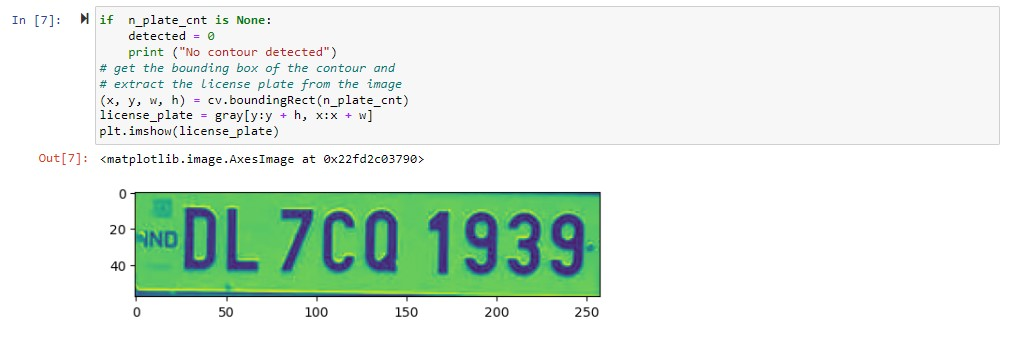 In [7]:
if n_plate_cnt is None:
    detected = 0
    print ("No contour detected")
# get the bounding box of the contour and
# extract the license plate from the image
(x, y, w, h) = cv.boundingRect(n_plate_cnt)
license_plate = gray[y:y + h, x:x + w]
plt.imshow(license_plate)
Out[7]: <matplotlib.image.AxesImage at 0x22fd2c03790>
0
20
40
IND DL 7CQ 1939
0 50 100 150 200 250